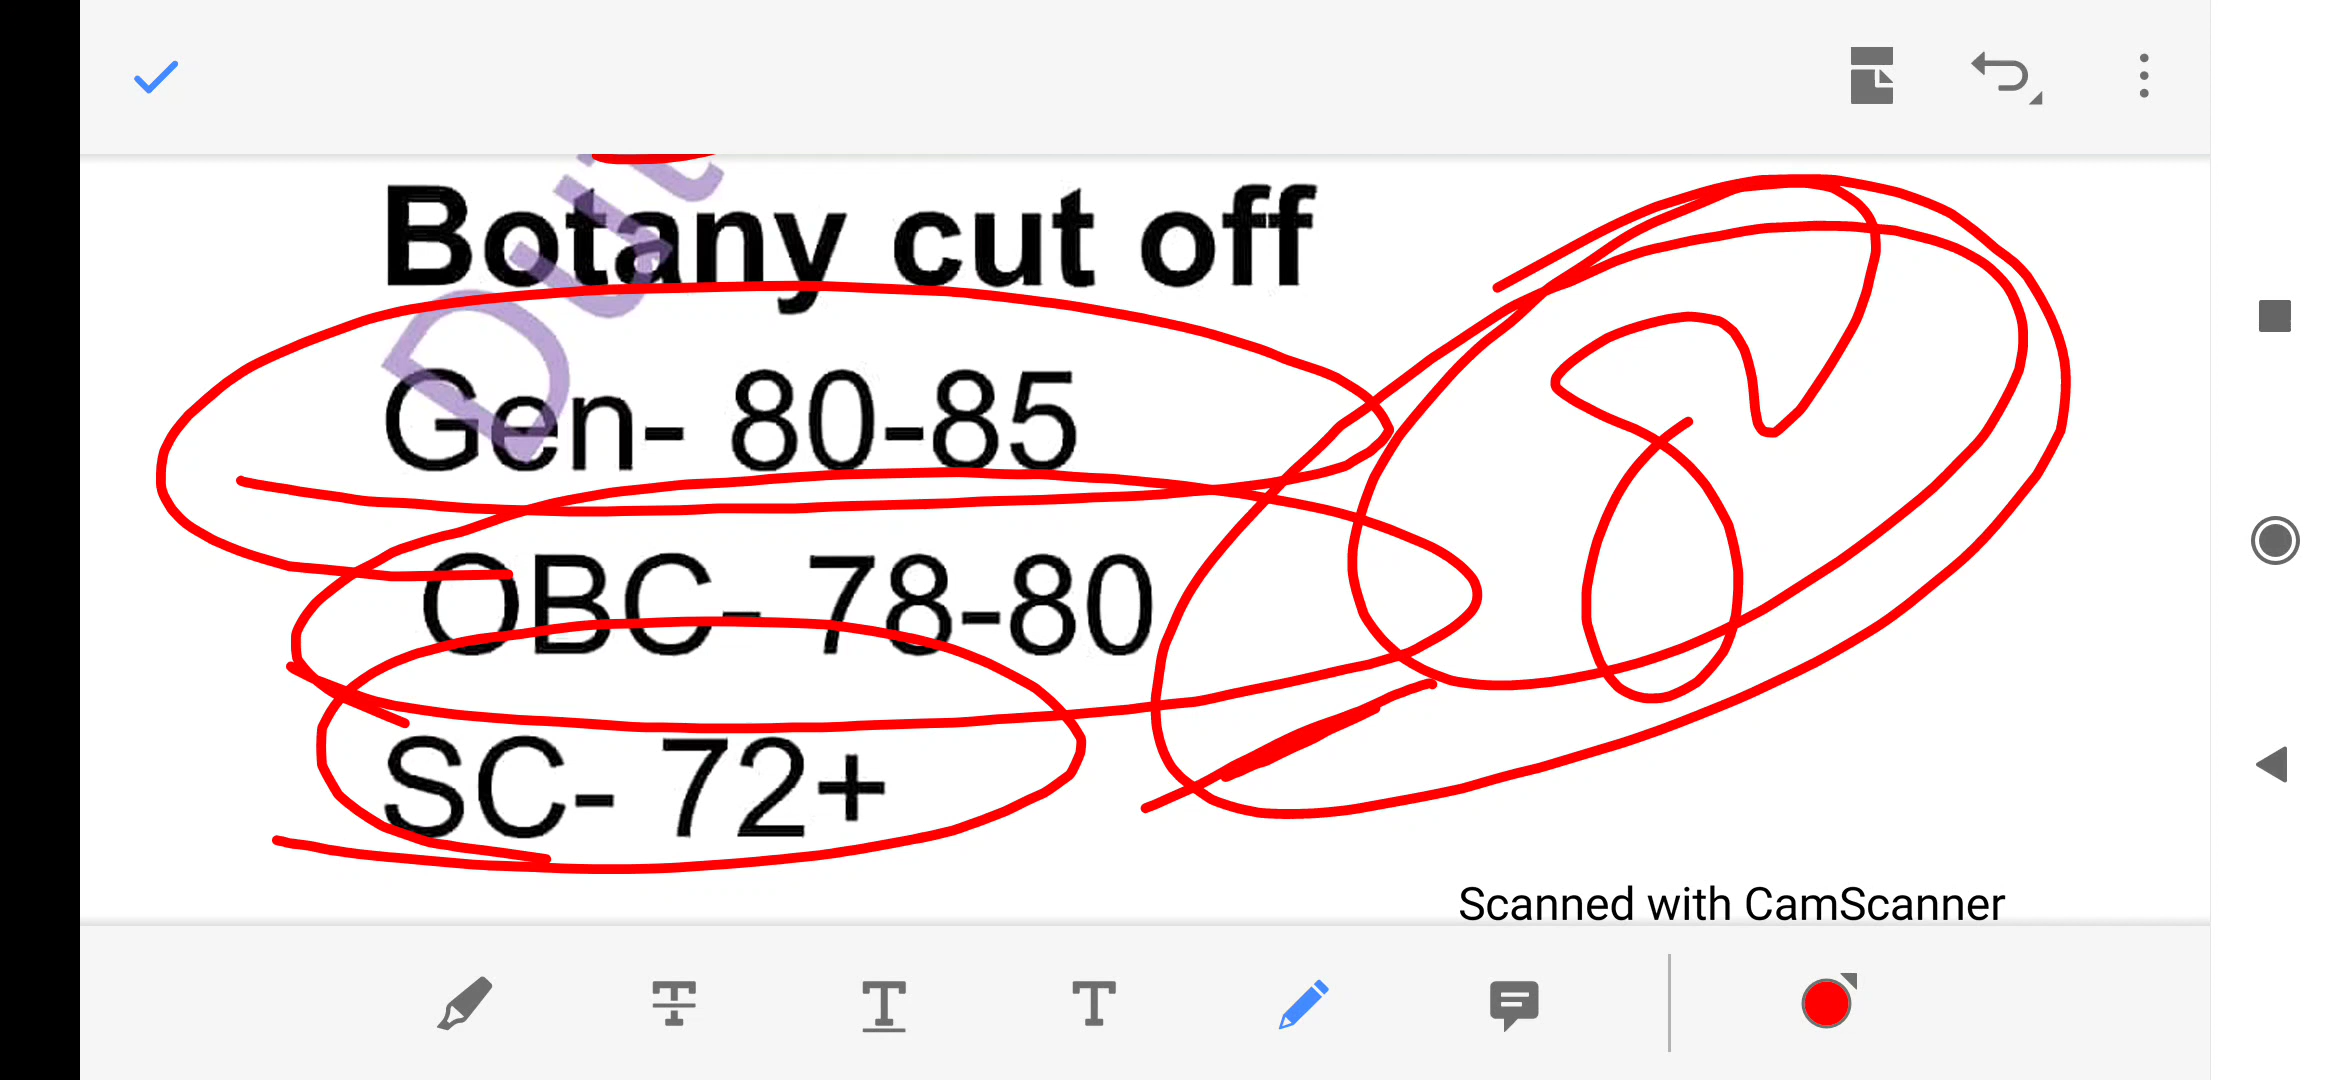 Botany cut off
Gen- 80-85
OBC- 78-80
SC- 72+
Scanned with CamScanner